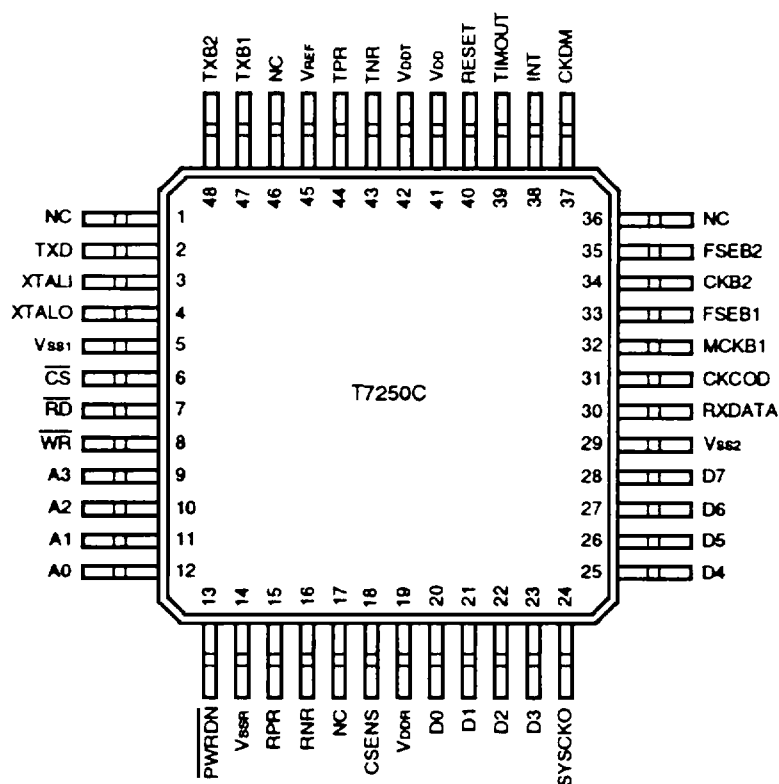 TXB2 TXB1 NC VREF TPR TNR VDDT VDD RESET TIMOUT INT CKDM
48 47 46 45 44 43 42 41 40 39 38 37
NC 1 36 NC
TXD 2 35 FSEB2
XTALI 3 34 CKB2
XTALO 4 33 FSEB1
VSS1 5 32 MCKB1
CS 6 31 CKCOD
T7250C
RD 7 30 RXDATA
WR 8 29 VSS2
A3 9 28 D7
A2 10 27 D6
A1 11 26 D5
A0 12 25 D4
13 14 15 16 17 18 19 20 21 22 23 24
PWRDN VSSR RPR RNR NC CSENS VDDR D0 D1 D2 D3 SYSCKO